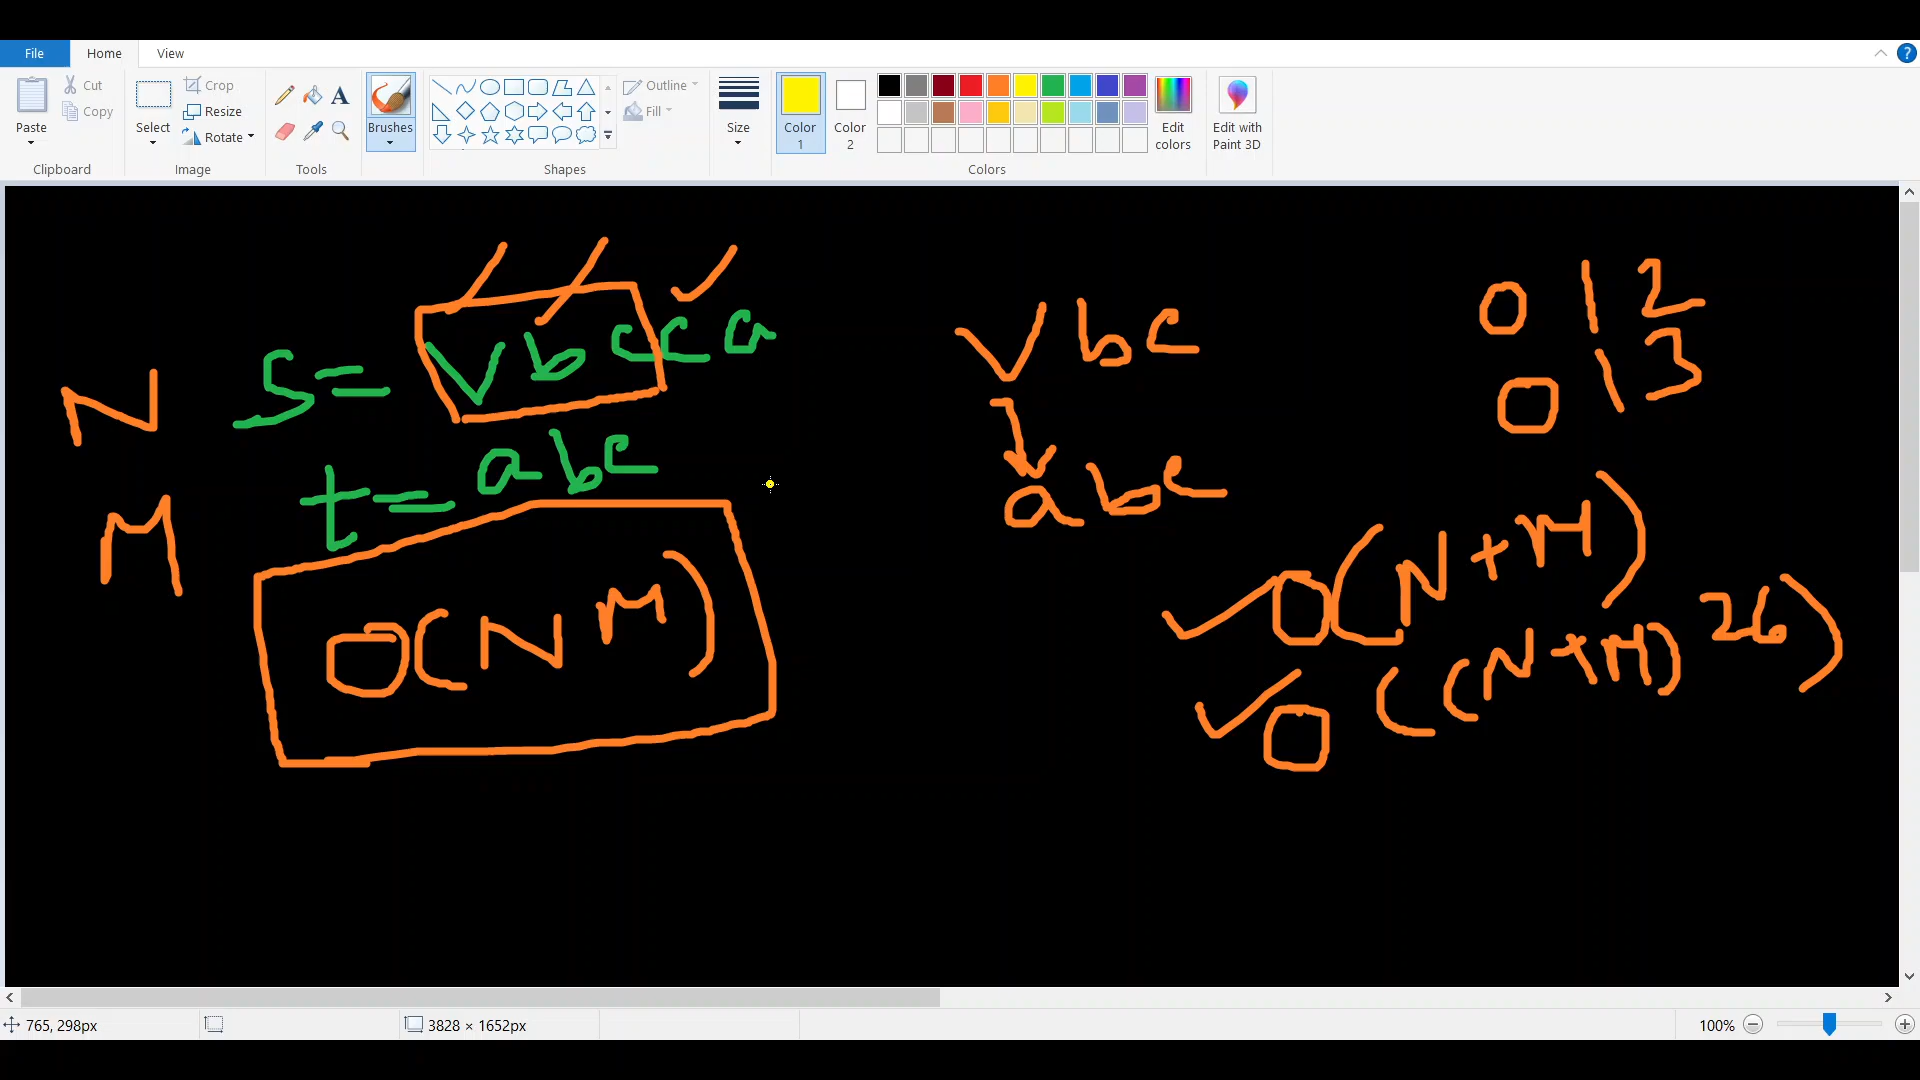 File Home View
Paste
Cut
Copy
Clipboard
Select
Crop
Resize
Rotate
Image
A
Tools
Brushes
Shapes
Outline
Fill
Size
Color 1
Color 2
Colors
Edit colors
Edit with Paint 3D
N S = Vbcca
M t = abc
O(NM)
Vbc
abc
0 1 2
0 1 3
O(N+M)
O((N+M)26)
765, 298px
3828 × 1652px
100%